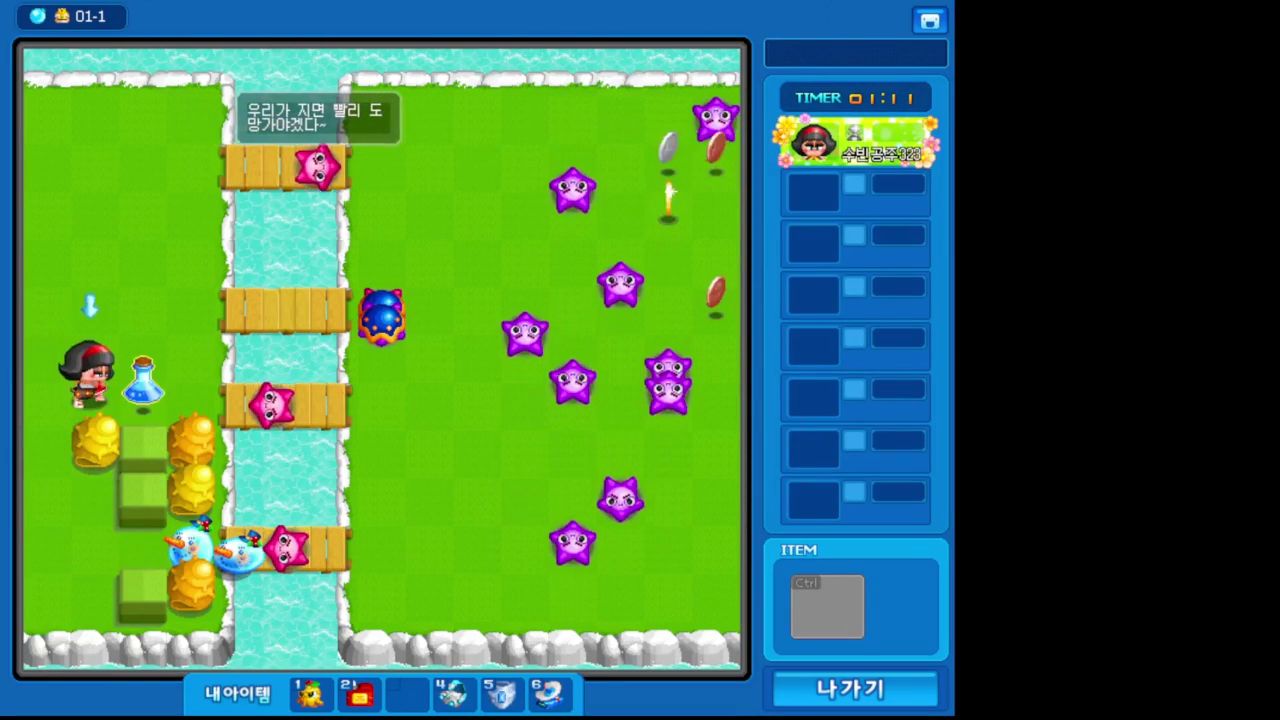 01-1
우리가 지면 빨리 도
망가야겠다~
TIMER 01:11
수빈공주323
ITEM
Ctrl
내아이템
1
2
4
5
6
나가기